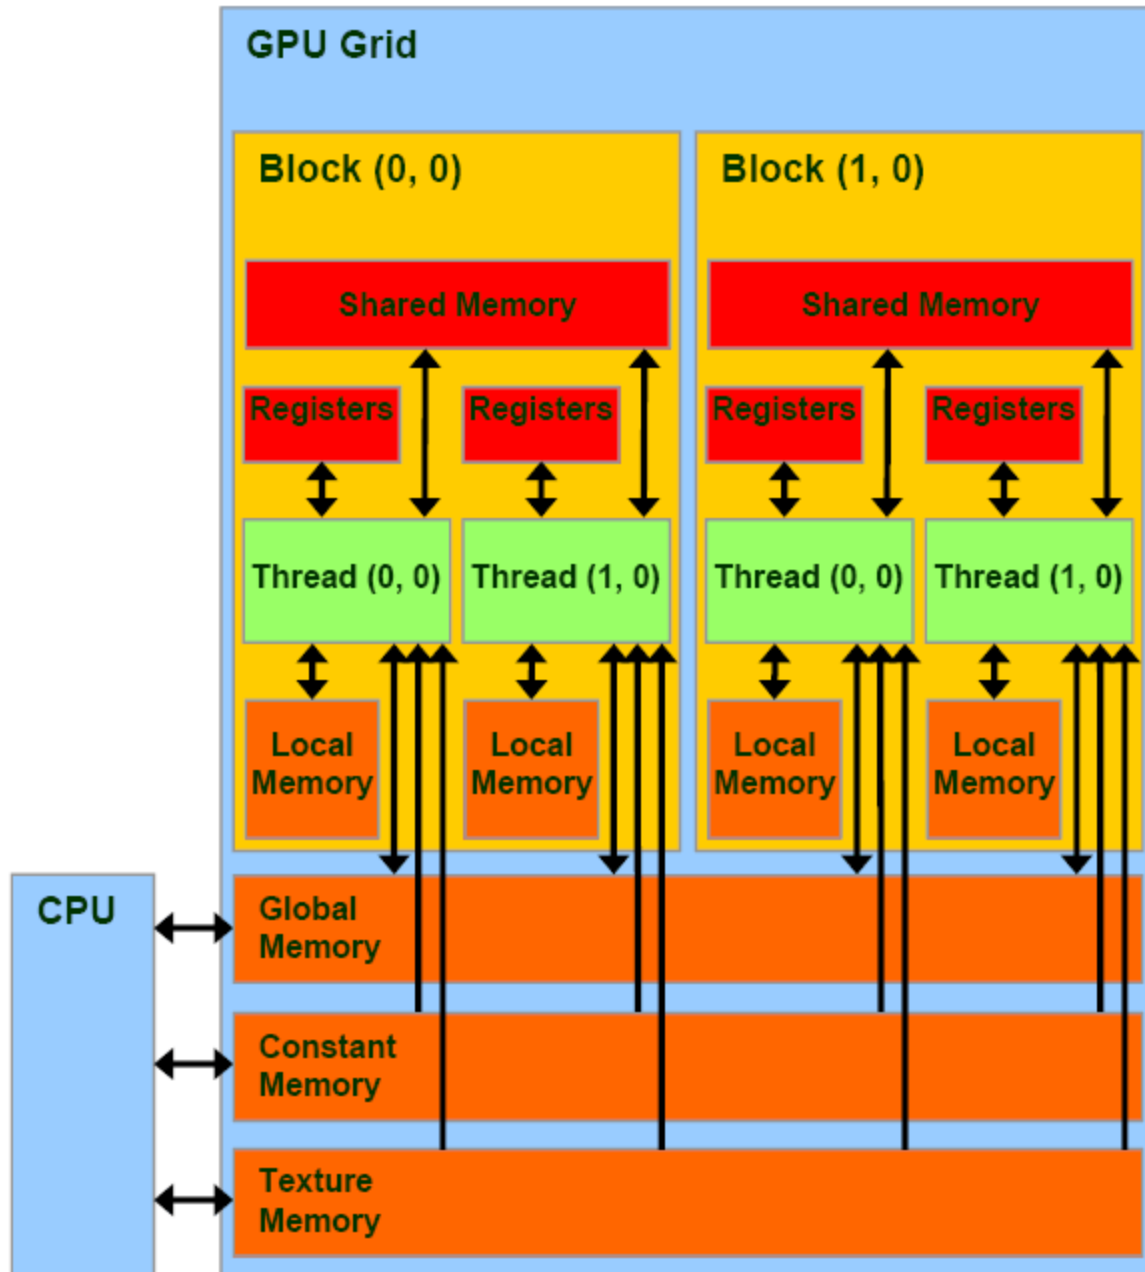 GPU Grid
Block (0, 0)
Block (1, 0)
Shared Memory
Shared Memory
Registers
Registers
Registers
Registers
Thread (0, 0)
Thread (1, 0)
Thread (0, 0)
Thread (1, 0)
Local
Memory
Local
Memory
Local
Memory
Local
Memory
CPU
Global
Memory
Constant
Memory
Texture
Memory